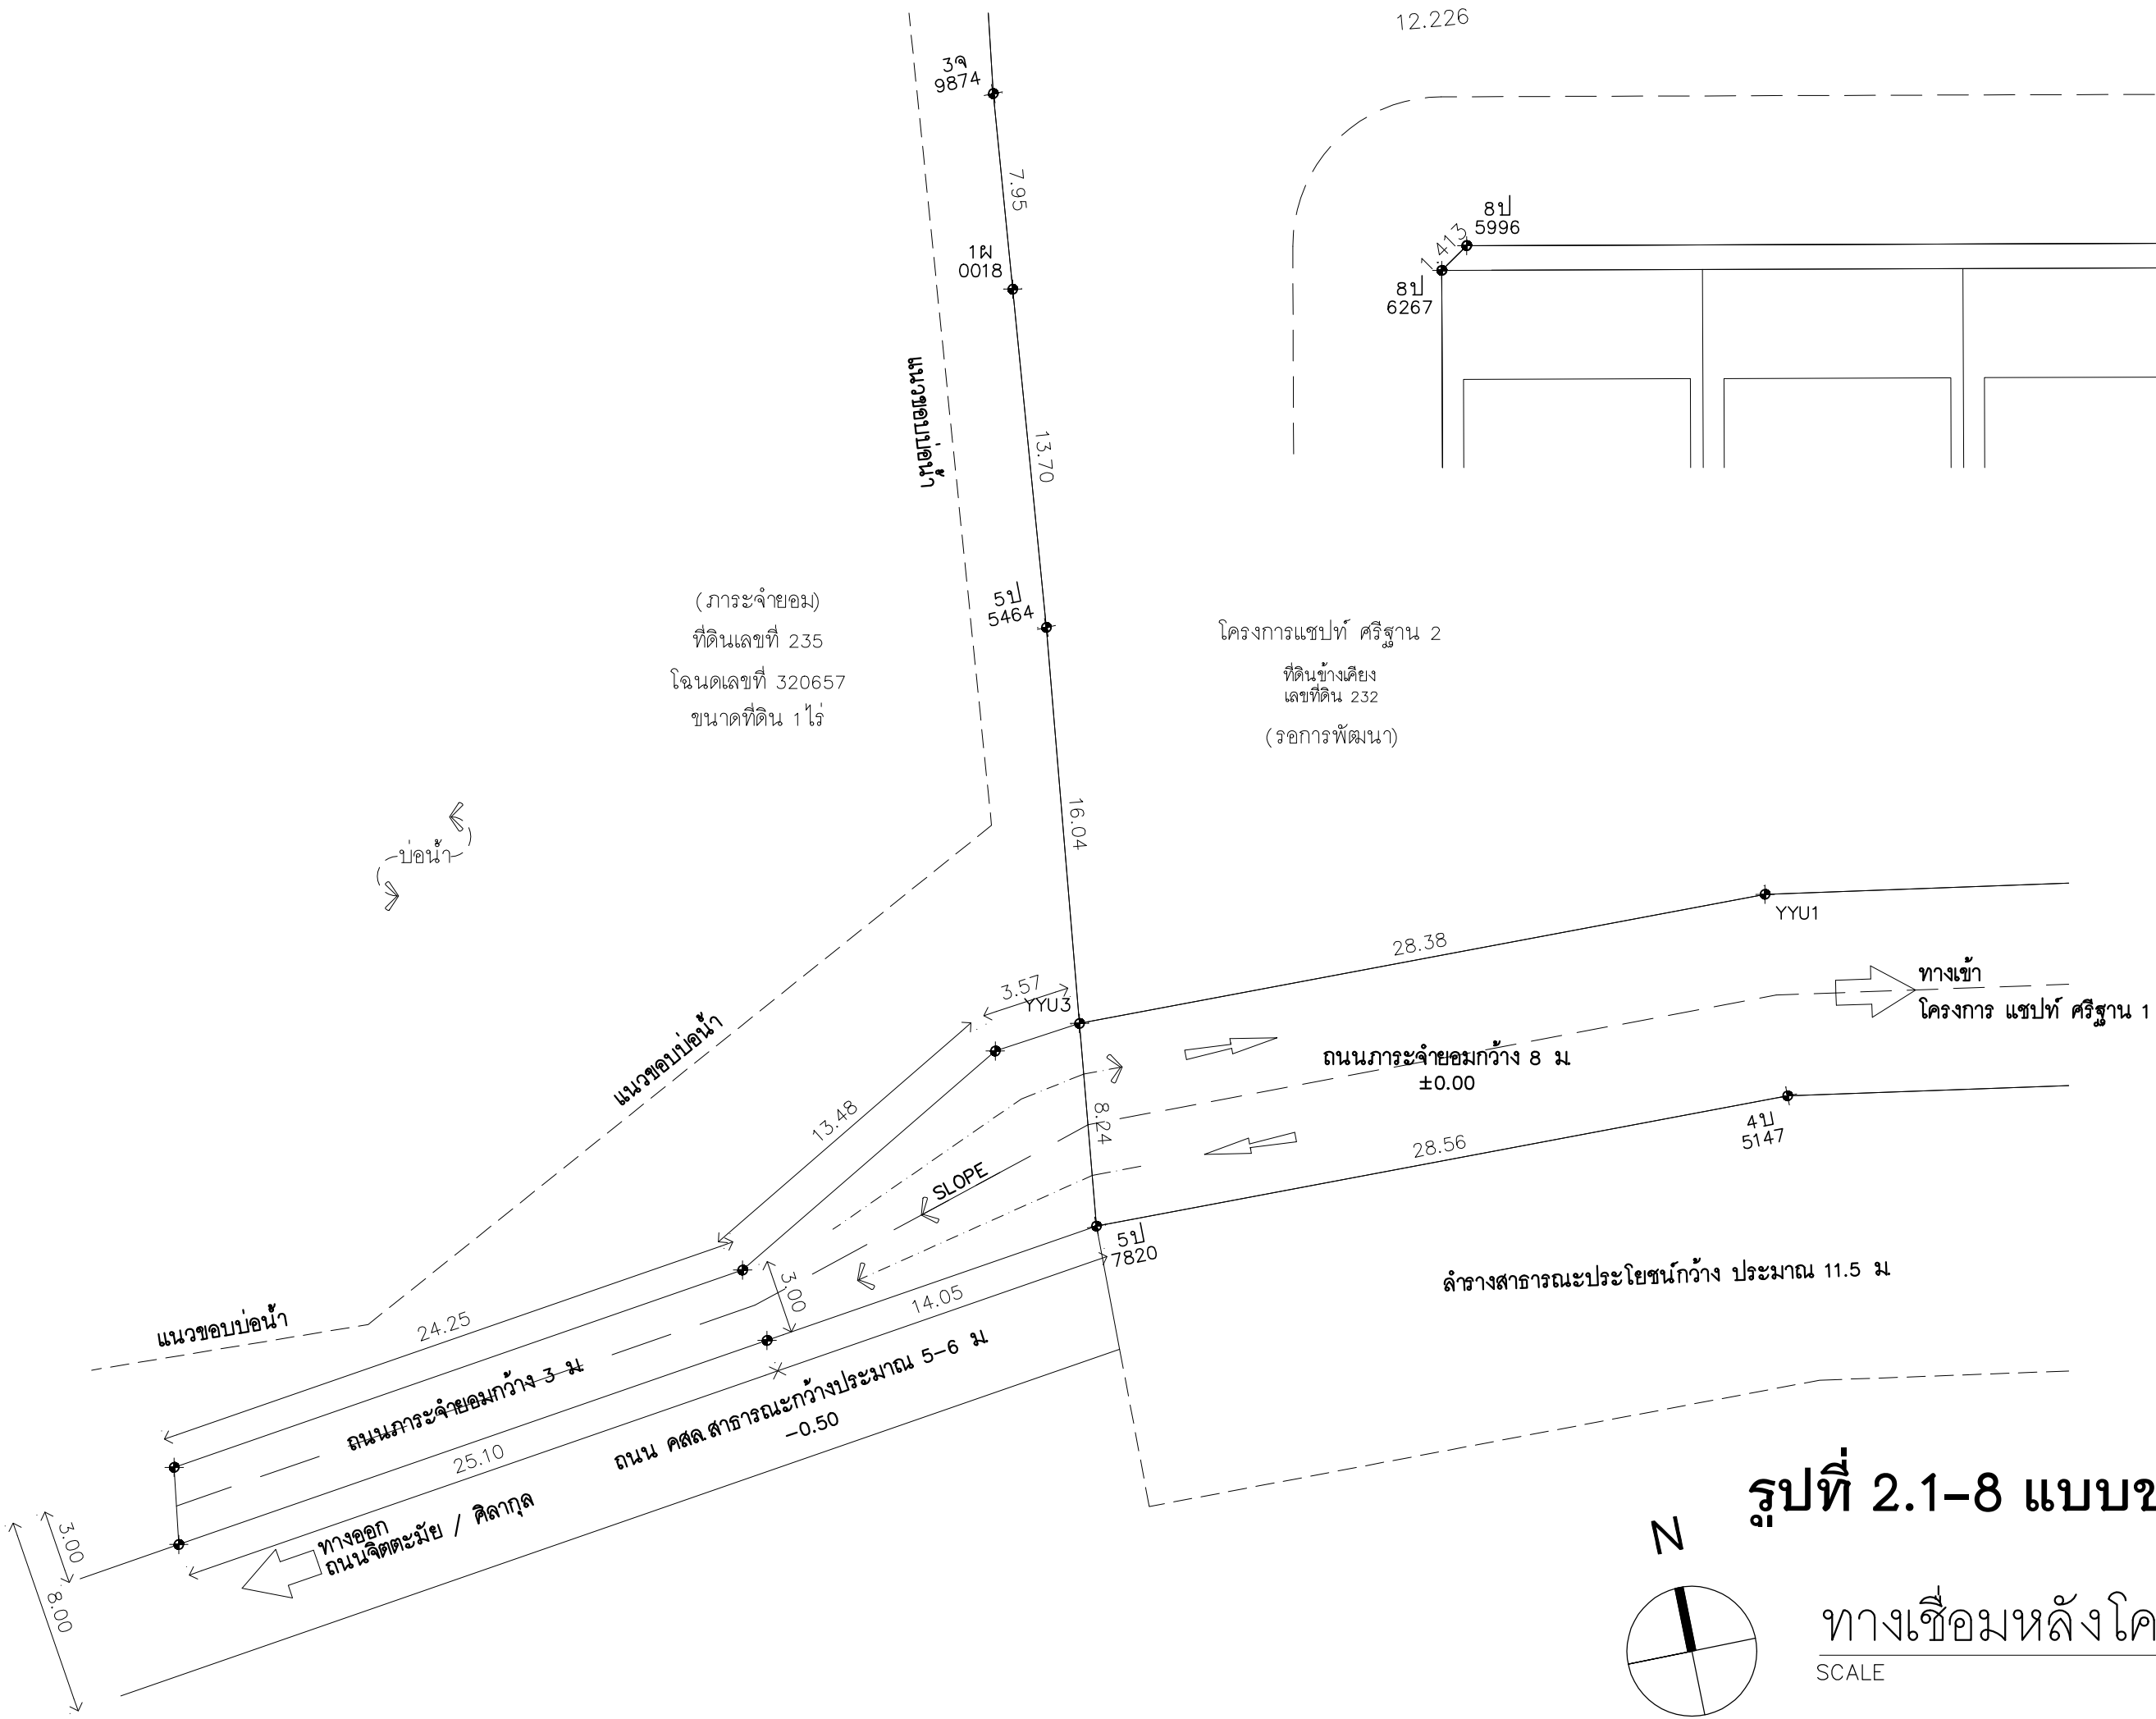 12.226
3จ
9874
7.95
8ป
5996
1.413
1ผ
0018
8ป
6267
แนวขอบบ่อน้ำ
13.70
(ภาระจำยอม)
ที่ดินเลขที่ 235
โฉนดเลขที่ 320657
ขนาดที่ดิน 1 ไร่
5ป
5464
โครงการแชปท์ ศรีฐาน 2
ที่ดินข้างเคียง
เลขที่ดิน 232
(รอการพัฒนา)
16.04
บ่อน้ำ
YYU1
28.38
3.57
YYU3
ทางเข้า
โครงการ แชปท์ ศรีฐาน 1
แนวขอบบ่อน้ำ
ถนนภาระจำยอมกว้าง 8 ม.
±0.00
13.48
8.24
4ป
5147
28.56
SLOPE
5ป
7820
ลำรางสาธารณะประโยชน์กว้าง ประมาณ 11.5 ม.
3.00
แนวขอบบ่อน้ำ
24.25
14.05
ถนนภาระจำยอมกว้าง 3 ม.
ถนน คสล.สาธารณะกว้างประมาณ 5-6 ม.
-0.50
25.10
ทางออก
ถนนจิตตะมัย / ศิลากุล
3.00
8.00
รูปที่ 2.1-8 แบบข
N
ทางเชื่อมหลังโค
SCALE